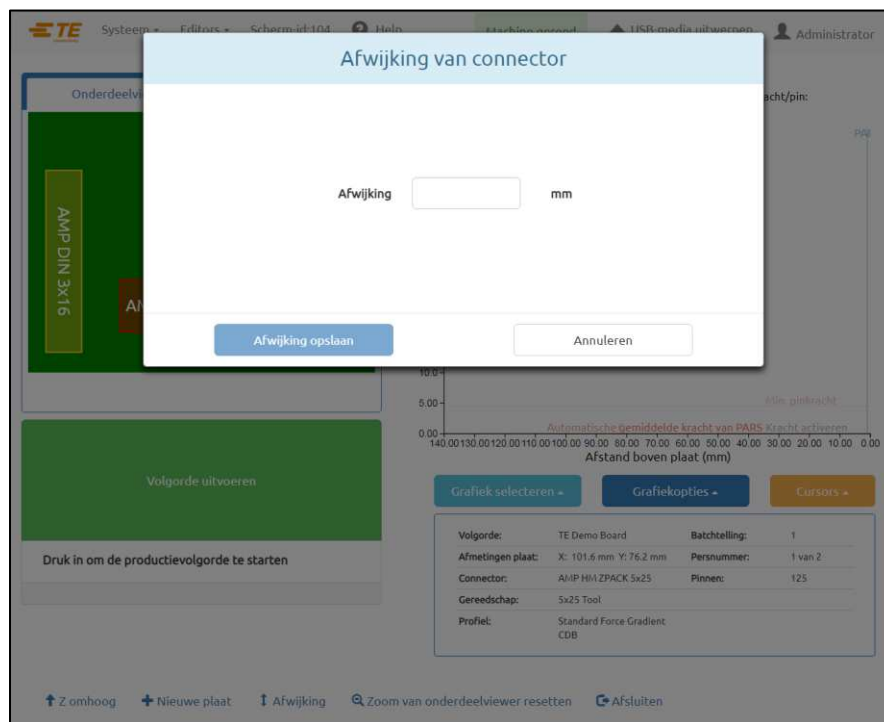 TE Systeem Editors Scherm-id:104 Help Machine gereed USB-media uitwerpen Administrator
Afwijking van connector
Onderdeelvi
acht/pin:
PAR
AMP DIN 3x16
AM
Afwijking mm
Afwijking opslaan Annuleren
10.0
5.00
0.00
Min. pinkracht
Automatische Gemiddelde kracht van PARS Kracht activeren
140.00 130.00 120.00 110.00 100.00 90.00 80.00 70.00 60.00 50.00 40.00 30.00 20.00 10.00 0.00
Afstand boven plaat (mm)
Volgorde uitvoeren
Druk in om de productievolgorde te starten
Grafiek selecteren Grafiekopties Cursors
Volgorde: TE Demo Board Batchtelling: 1
Afmetingen plaat: X: 101.6 mm Y: 76.2 mm Persnummer: 1 van 2
Connector: AMP HM ZPACK 5x25 Pinnen: 125
Gereedschap: 5x25 Tool
Profiel: Standard Force Gradient
CDB
Z omhoog Nieuwe plaat Afwijking Zoom van onderdeelviewer resetten Afsluiten